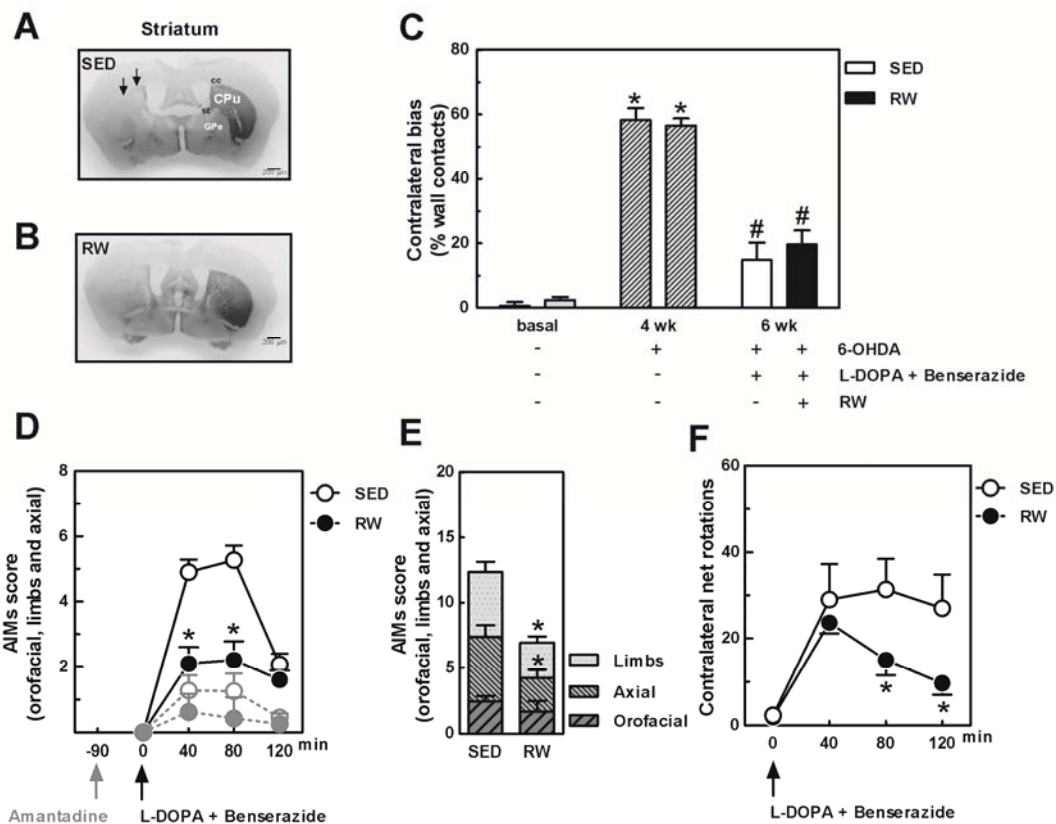 A
Striatum
SED
cc
CPu
st
GPe
200 µm
B
RW
200 µm
C
Contralateral bias
(% wall contacts)
80
60
40
20
0
* *
# #
SED
RW
basal 4 wk 6 wk
- + + + 6-OHDA
- - + + L-DOPA + Benserazide
- - - + RW
D
AIMs score
(orofacial, limbs and axial)
8
6
4
2
* *
SED
RW
-90 0 40 80 120 min
Amantadine L-DOPA + Benserazide
E
AIMs score
(orofacial, limbs and axial)
20
15
10
5
0
*
*
Limbs
Axial
Orofacial
SED RW
F
Contralateral net rotations
60
40
20
0
* *
SED
RW
0 40 80 120 min
L-DOPA + Benserazide